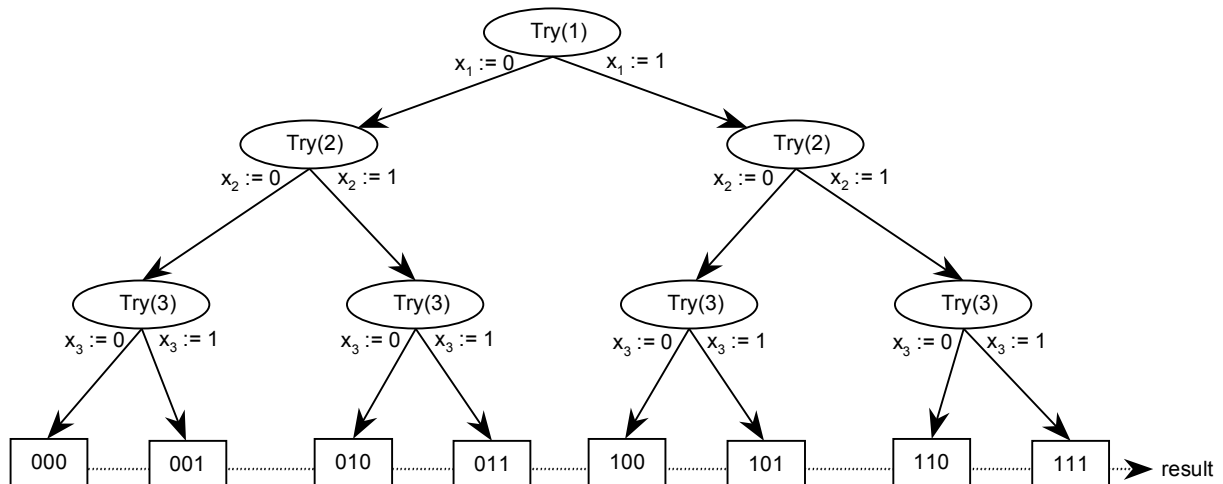 Try(1)
x1 := 0 x1 := 1
Try(2) Try(2)
x2 := 0 x2 := 1 x2 := 0 x2 := 1
Try(3) Try(3) Try(3) Try(3)
x3 := 0 x3 := 1 x3 := 0 x3 := 1 x3 := 0 x3 := 1 x3 := 0 x3 := 1
000 001 010 011 100 101 110 111 result